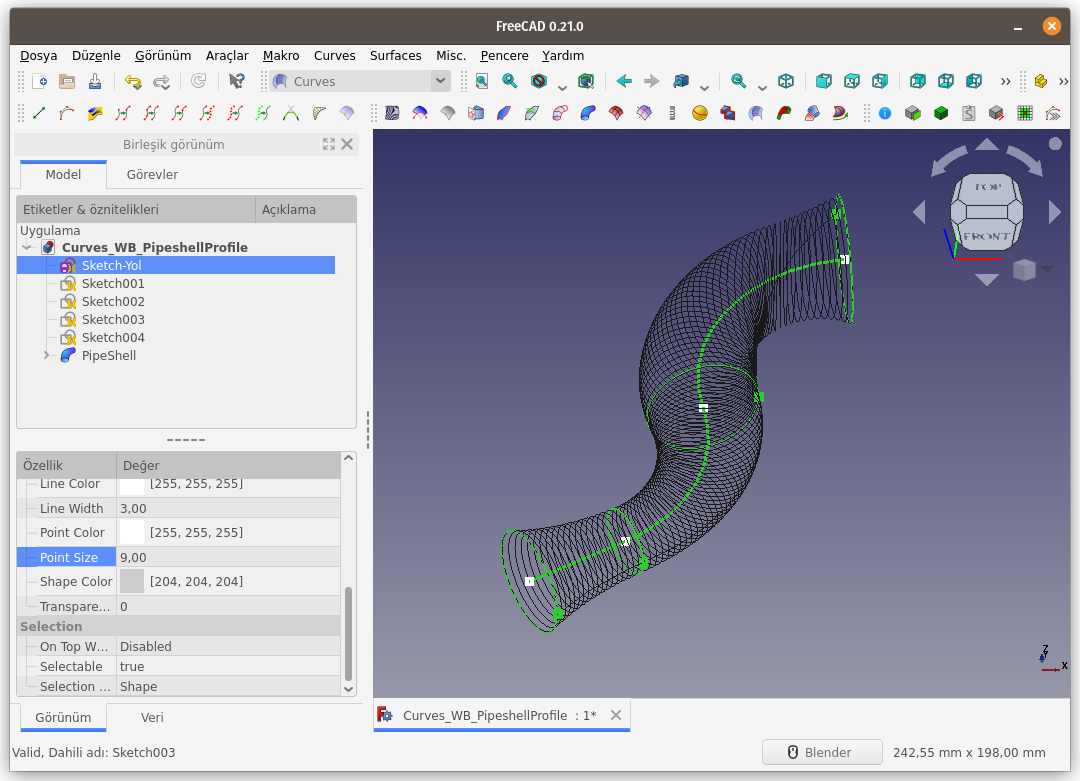 FreeCAD 0.21.0
Dosya Düzenle Görünüm Araçlar Makro Curves Surfaces Misc. Pencere Yardım
Curves
Birleşik görünüm
Model Görevler
Etiketler & öznitelikleri Açıklama
Uygulama
Curves_WB_PipeshellProfile
Sketch-Yol
Sketch001
Sketch002
Sketch003
Sketch004
PipeShell
Özellik Değer
Line Color [255, 255, 255]
Line Width 3,00
Point Color [255, 255, 255]
Point Size 9,00
Shape Color [204, 204, 204]
Transpare... 0
Selection
On Top W... Disabled
Selectable true
Selection ... Shape
Görünüm Veri
TOP
FRONT
Z
Y
X
Curves_WB_PipeshellProfile : 1*
Valid, Dahili adı: Sketch003
Blender 242,55 mm x 198,00 mm